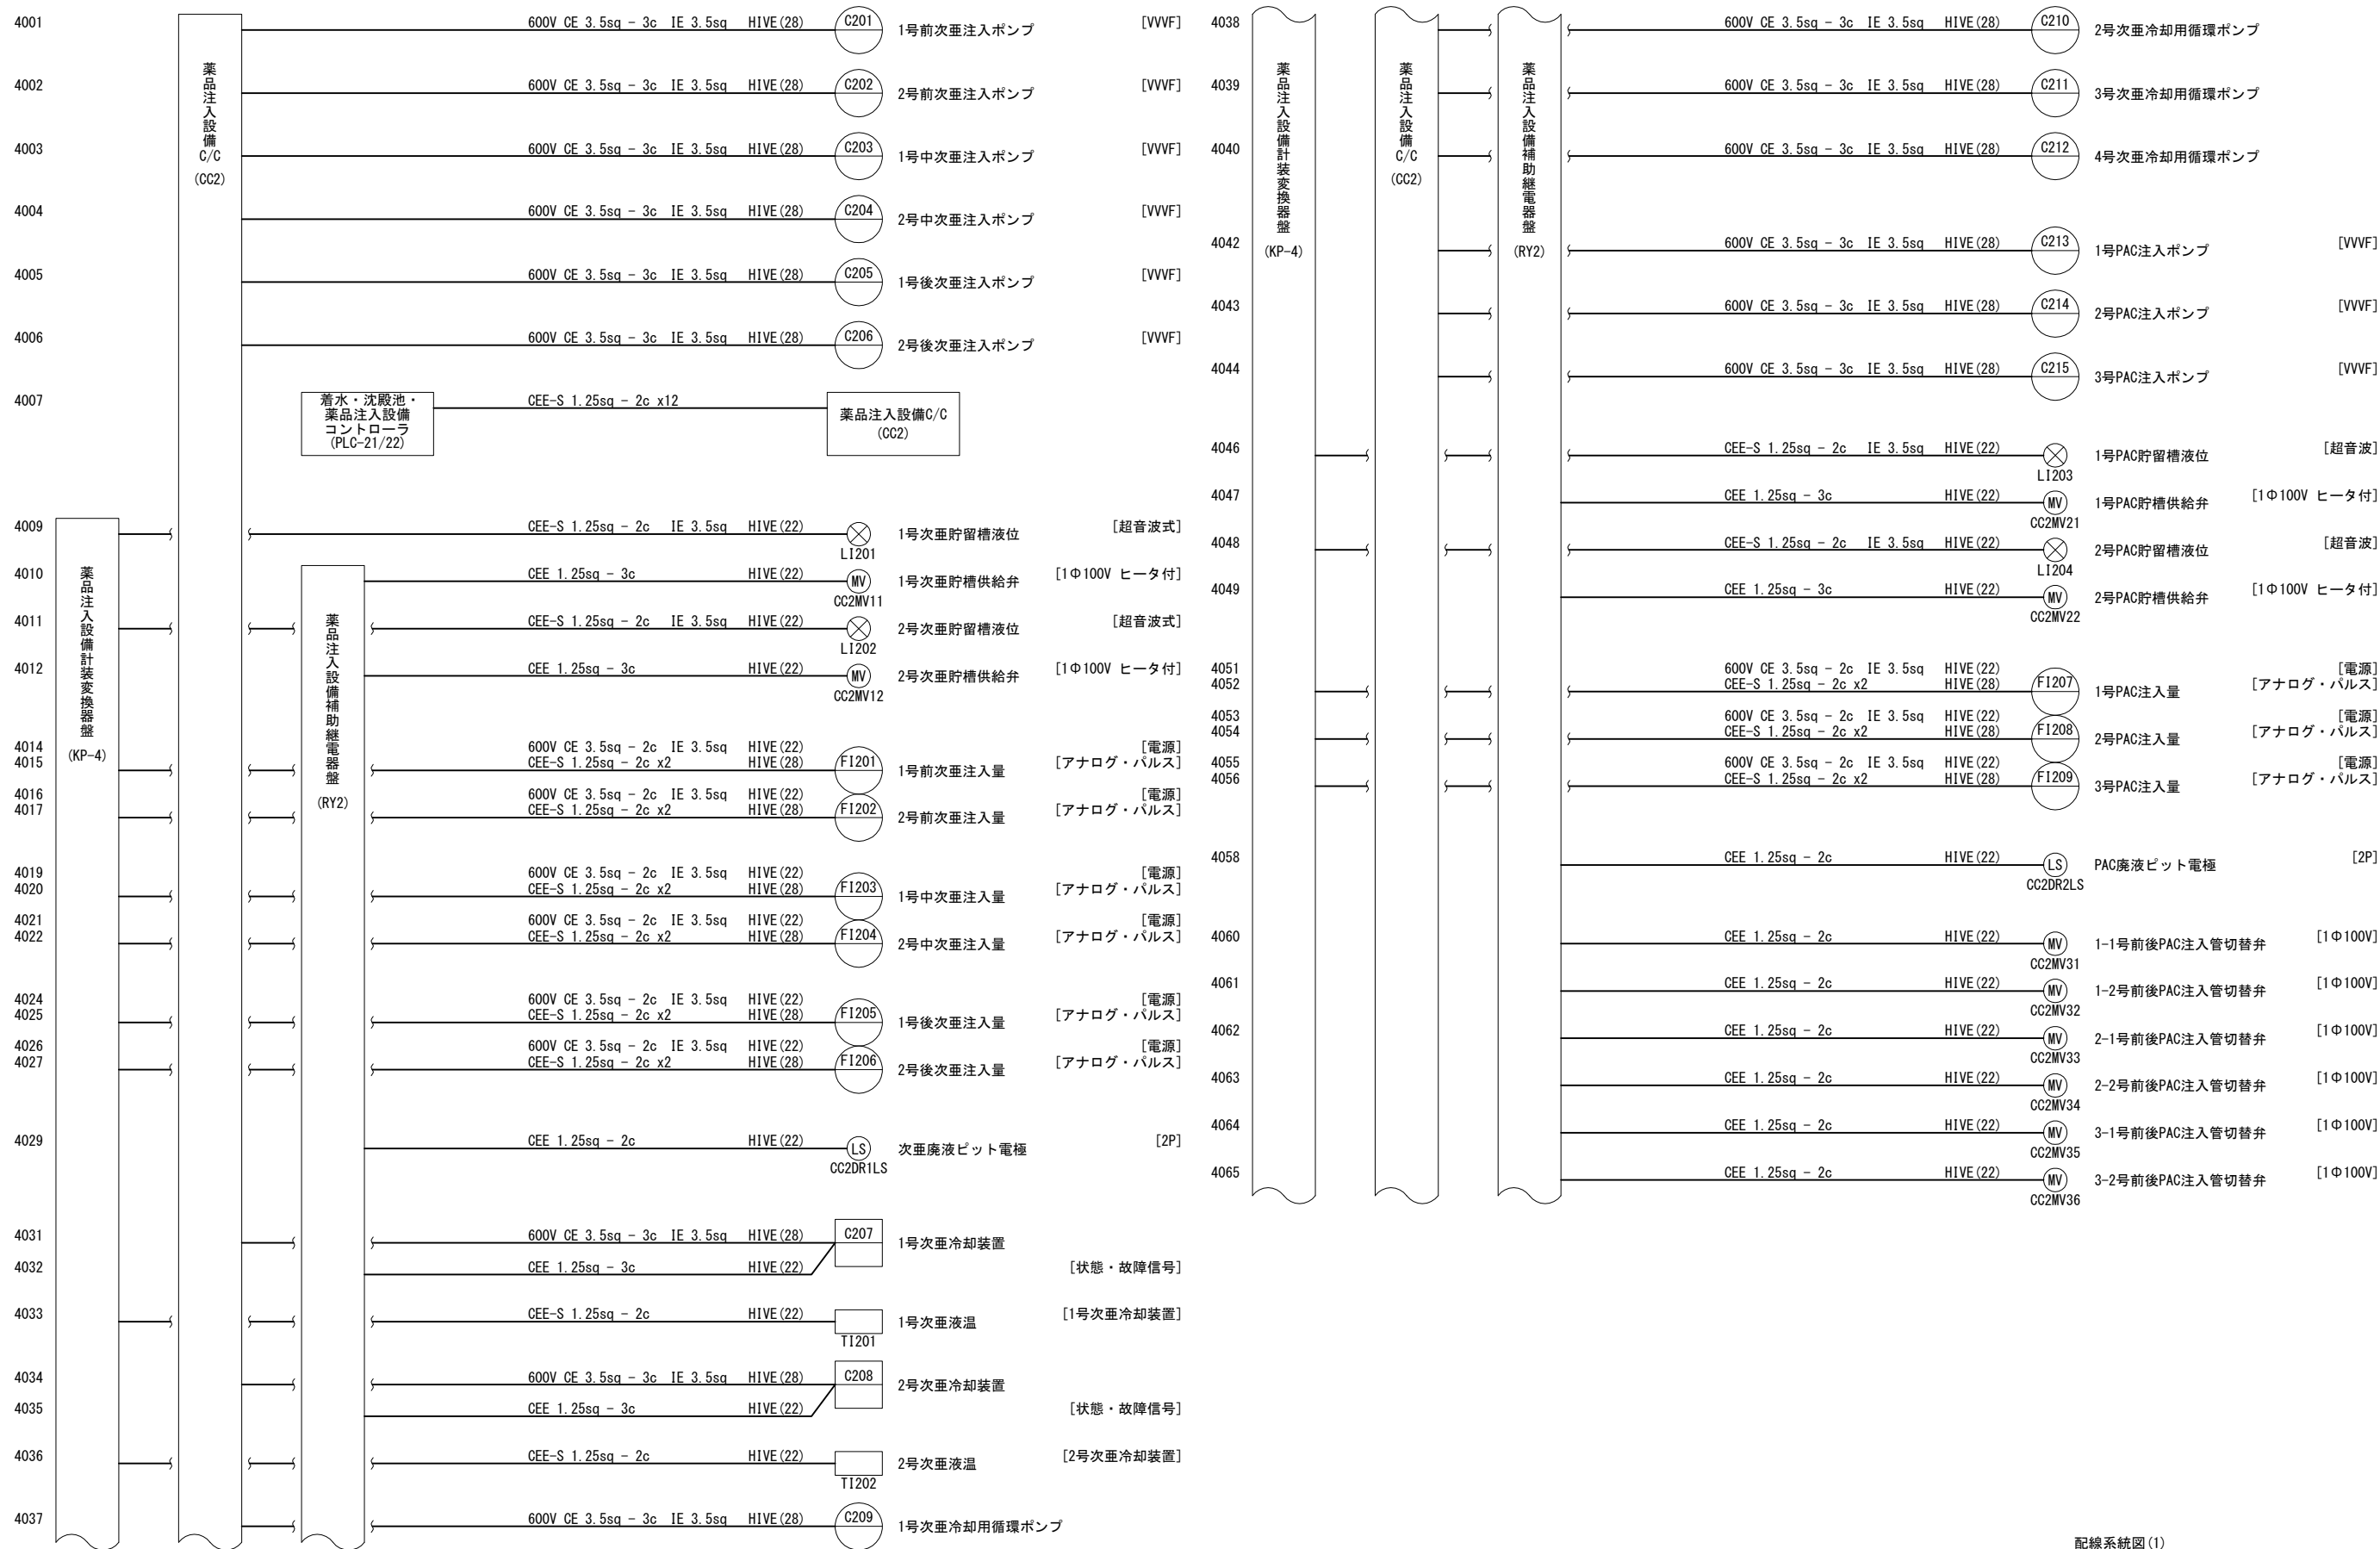 4001 600V CE 3.5sq - 3c IE 3.5sq HIVE(28) C201 1号前次亜注入ポンプ [VVVF]
4002 600V CE 3.5sq - 3c IE 3.5sq HIVE(28) C202 2号前次亜注入ポンプ [VVVF]
薬品注入設備
C/C
(CC2)
4003 600V CE 3.5sq - 3c IE 3.5sq HIVE(28) C203 1号中次亜注入ポンプ [VVVF]
4004 600V CE 3.5sq - 3c IE 3.5sq HIVE(28) C204 2号中次亜注入ポンプ [VVVF]
4005 600V CE 3.5sq - 3c IE 3.5sq HIVE(28) C205 1号後次亜注入ポンプ [VVVF]
4006 600V CE 3.5sq - 3c IE 3.5sq HIVE(28) C206 2号後次亜注入ポンプ [VVVF]
4007 CEE-S 1.25sq - 2c x12
着水・沈殿池・
薬品注入設備
コントローラ
(PLC-21/22)
薬品注入設備C/C
(CC2)
4009 CEE-S 1.25sq - 2c IE 3.5sq HIVE(22) 1号次亜貯留槽液位 [超音波式]
LI201
薬品注入設備計装変換器盤
(KP-4)
4010 CEE 1.25sq - 3c HIVE(22) MV 1号次亜貯槽供給弁 [1Φ100V ヒータ付]
CC2MV11
薬品注入設備補助継電器盤
(RY2)
4011 CEE-S 1.25sq - 2c IE 3.5sq HIVE(22) 2号次亜貯留槽液位 [超音波式]
LI202
4012 CEE 1.25sq - 3c HIVE(22) MV 2号次亜貯槽供給弁 [1Φ100V ヒータ付]
CC2MV12
4014 600V CE 3.5sq - 2c IE 3.5sq HIVE(22) [電源]
4015 CEE-S 1.25sq - 2c x2 HIVE(28) FI201 1号前次亜注入量 [アナログ・パルス]
4016 600V CE 3.5sq - 2c IE 3.5sq HIVE(22) [電源]
4017 CEE-S 1.25sq - 2c x2 HIVE(28) FI202 2号前次亜注入量 [アナログ・パルス]
4019 600V CE 3.5sq - 2c IE 3.5sq HIVE(22) [電源]
4020 CEE-S 1.25sq - 2c x2 HIVE(28) FI203 1号中次亜注入量 [アナログ・パルス]
4021 600V CE 3.5sq - 2c IE 3.5sq HIVE(22) [電源]
4022 CEE-S 1.25sq - 2c x2 HIVE(28) FI204 2号中次亜注入量 [アナログ・パルス]
4024 600V CE 3.5sq - 2c IE 3.5sq HIVE(22) [電源]
4025 CEE-S 1.25sq - 2c x2 HIVE(28) FI205 1号後次亜注入量 [アナログ・パルス]
4026 600V CE 3.5sq - 2c IE 3.5sq HIVE(22) [電源]
4027 CEE-S 1.25sq - 2c x2 HIVE(28) FI206 2号後次亜注入量 [アナログ・パルス]
4029 CEE 1.25sq - 2c HIVE(22) LS 次亜廃液ピット電極 [2P]
CC2DR1LS
4031 600V CE 3.5sq - 3c IE 3.5sq HIVE(28) C207 1号次亜冷却装置
4032 CEE 1.25sq - 3c HIVE(22) [状態・故障信号]
4033 CEE-S 1.25sq - 2c HIVE(22) 1号次亜液温 [1号次亜冷却装置]
TI201
4034 600V CE 3.5sq - 3c IE 3.5sq HIVE(28) C208 2号次亜冷却装置
4035 CEE 1.25sq - 3c HIVE(22) [状態・故障信号]
4036 CEE-S 1.25sq - 2c HIVE(22) 2号次亜液温 [2号次亜冷却装置]
TI202
4037 600V CE 3.5sq - 3c IE 3.5sq HIVE(28) C209 1号次亜冷却用循環ポンプ
4038 600V CE 3.5sq - 3c IE 3.5sq HIVE(28) C210 2号次亜冷却用循環ポンプ
薬品注入設備計装変換器盤
(KP-4)
薬品注入設備
C/C
(CC2)
薬品注入設備補助継電器盤
(RY2)
4039 600V CE 3.5sq - 3c IE 3.5sq HIVE(28) C211 3号次亜冷却用循環ポンプ
4040 600V CE 3.5sq - 3c IE 3.5sq HIVE(28) C212 4号次亜冷却用循環ポンプ
4042 600V CE 3.5sq - 3c IE 3.5sq HIVE(28) C213 1号PAC注入ポンプ [VVVF]
4043 600V CE 3.5sq - 3c IE 3.5sq HIVE(28) C214 2号PAC注入ポンプ [VVVF]
4044 600V CE 3.5sq - 3c IE 3.5sq HIVE(28) C215 3号PAC注入ポンプ [VVVF]
4046 CEE-S 1.25sq - 2c IE 3.5sq HIVE(22) 1号PAC貯留槽液位 [超音波]
LI203
4047 CEE 1.25sq - 3c HIVE(22) MV 1号PAC貯槽供給弁 [1Φ100V ヒータ付]
CC2MV21
4048 CEE-S 1.25sq - 2c IE 3.5sq HIVE(22) 2号PAC貯留槽液位 [超音波]
LI204
4049 CEE 1.25sq - 3c HIVE(22) MV 2号PAC貯槽供給弁 [1Φ100V ヒータ付]
CC2MV22
4051 600V CE 3.5sq - 2c IE 3.5sq HIVE(22) [電源]
4052 CEE-S 1.25sq - 2c x2 HIVE(28) FI207 1号PAC注入量 [アナログ・パルス]
4053 600V CE 3.5sq - 2c IE 3.5sq HIVE(22) [電源]
4054 CEE-S 1.25sq - 2c x2 HIVE(28) FI208 2号PAC注入量 [アナログ・パルス]
4055 600V CE 3.5sq - 2c IE 3.5sq HIVE(22) [電源]
4056 CEE-S 1.25sq - 2c x2 HIVE(28) FI209 3号PAC注入量 [アナログ・パルス]
4058 CEE 1.25sq - 2c HIVE(22) LS PAC廃液ピット電極 [2P]
CC2DR2LS
4060 CEE 1.25sq - 2c HIVE(22) MV 1-1号前後PAC注入管切替弁 [1Φ100V]
CC2MV31
4061 CEE 1.25sq - 2c HIVE(22) MV 1-2号前後PAC注入管切替弁 [1Φ100V]
CC2MV32
4062 CEE 1.25sq - 2c HIVE(22) MV 2-1号前後PAC注入管切替弁 [1Φ100V]
CC2MV33
4063 CEE 1.25sq - 2c HIVE(22) MV 2-2号前後PAC注入管切替弁 [1Φ100V]
CC2MV34
4064 CEE 1.25sq - 2c HIVE(22) MV 3-1号前後PAC注入管切替弁 [1Φ100V]
CC2MV35
4065 CEE 1.25sq - 2c HIVE(22) MV 3-2号前後PAC注入管切替弁 [1Φ100V]
CC2MV36
配線系統図(1)